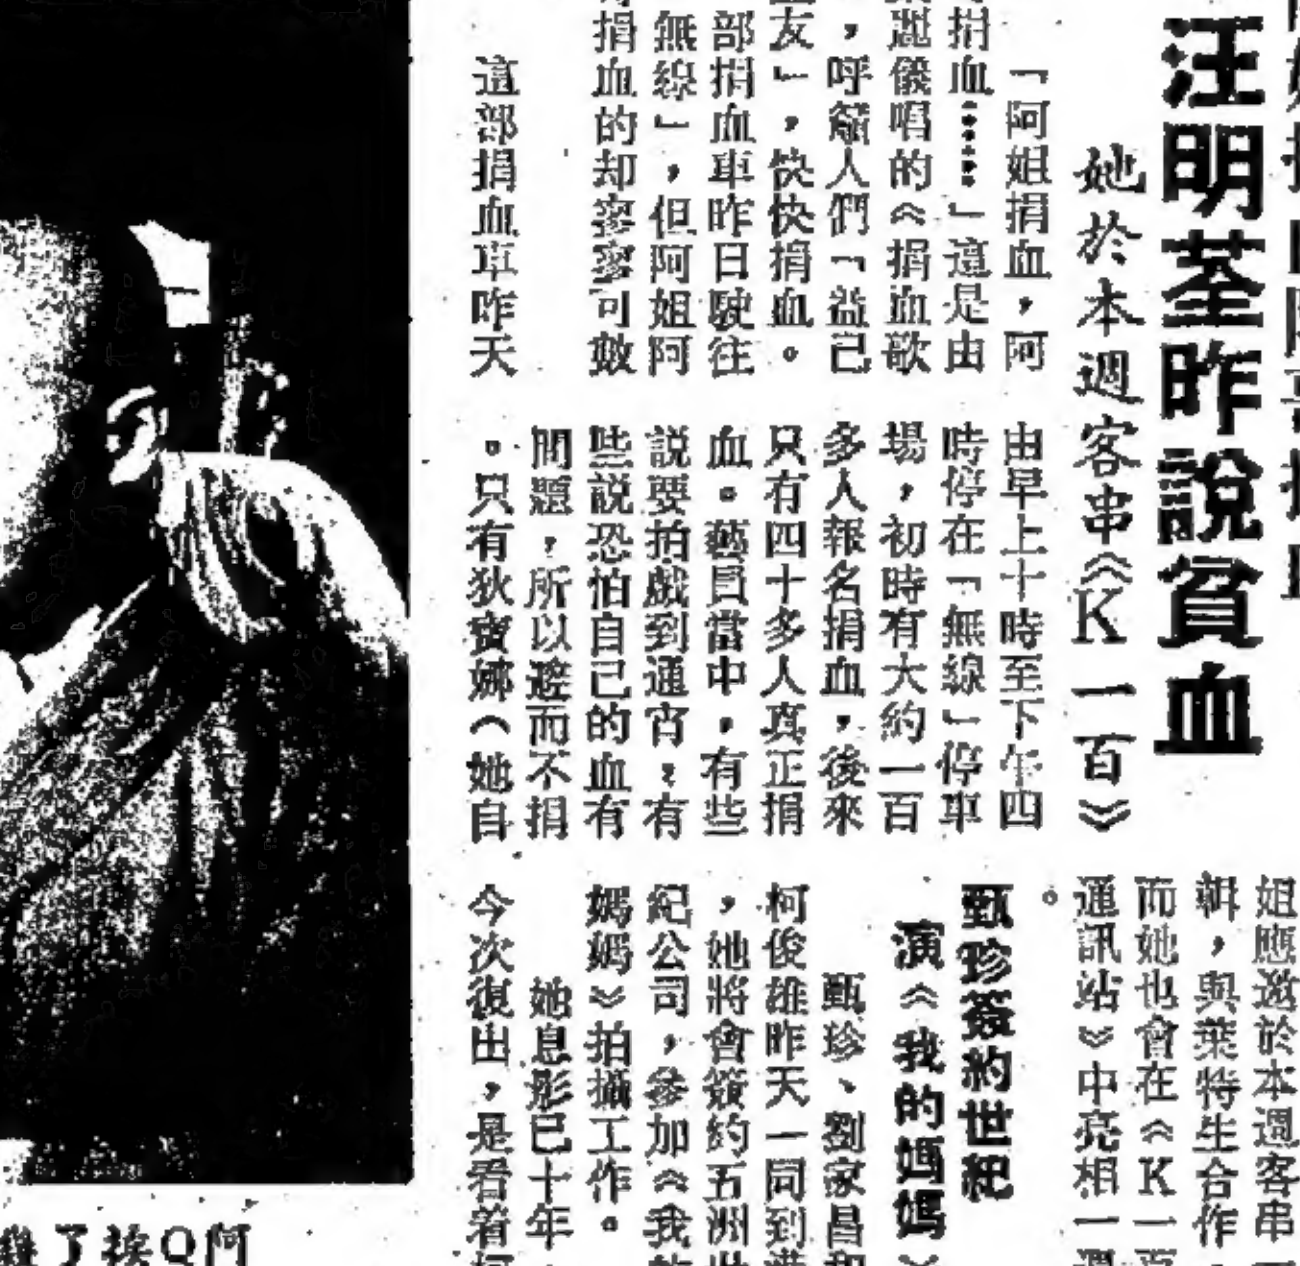 汪明荃昨說貧血
她於本週客串《K一百》
「阿姐捐血，阿
捐血……」這是由
麗儀唱的《捐血歌
，呼籲人們「益己
友」，快快捐血。
部捐血車昨日駛往
無線」，但阿姐阿
捐血的却寥寥可數
這部捐血車昨天
由早上十時至下午四
時停在「無線」停車
場，初時有大約一百
多人報名捐血，後來
只有四十多人真正捐
血。藝員當中，有些
說要拍戲到通宵，有
些說恐怕自己的血有
問題，所以避而不捐
。只有狄寶娜（她自
姐應邀於本週客串
輯，與葉特生合作
而她也會在《K一
通訊站》中亮相一
。
甄珍簽約世紀
演《我的媽媽》
甄珍、劉家昌和
柯俊雄昨天一同到
，她將會簽約五洲世
紀公司，參加《我的
媽媽》拍攝工作。
她息影已十年
今次復出，是看着柯
阿Q挨了